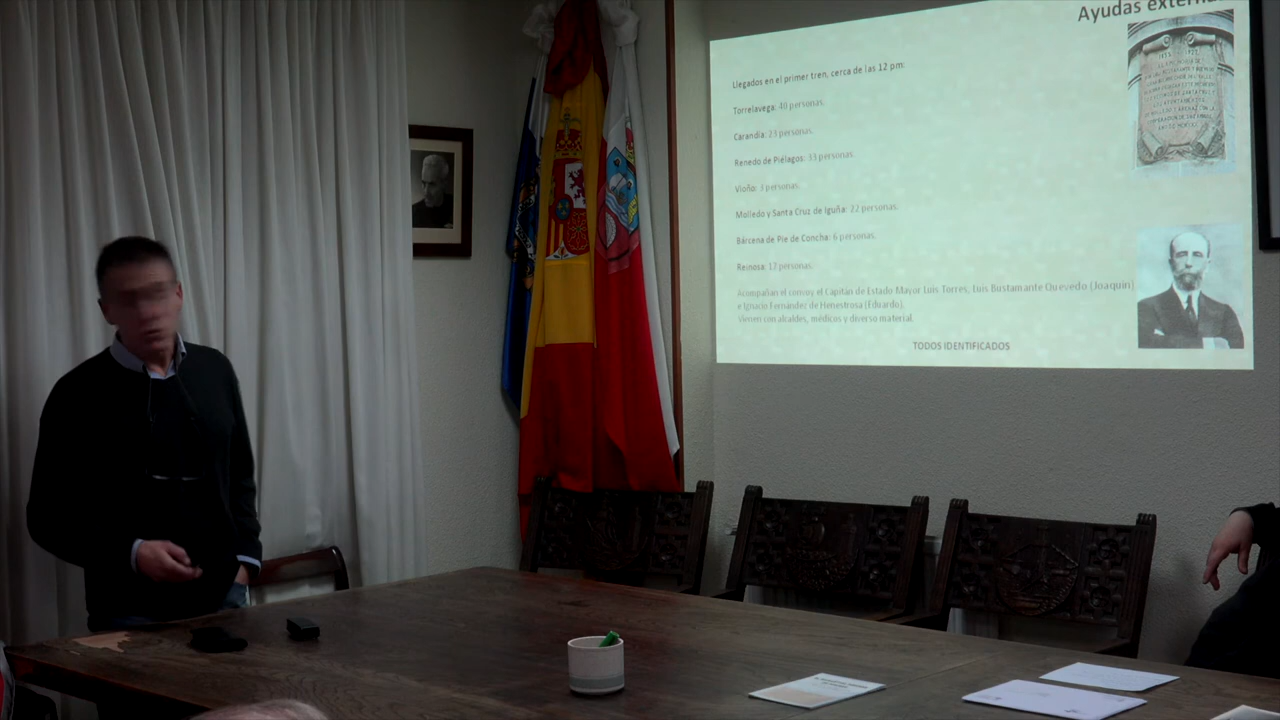 Ayudas extern
Llegados en el primer tren, cerca de las 12 pm:
Torrelavega: 40 personas.
Carandía: 23 personas.
Renedo de Piélagos: 33 personas.
Vioño: 3 personas.
Molledo y Santa Cruz de Iguña: 22 personas.
Bárcena de Pie de Concha: 6 personas.
Reinosa: 17 personas.
Acompañan el convoy el Capitán de Estado Mayor Luis Torres, Luis Bustamante Quevedo (Joaquín)
e Ignacio Fernández de Henestrosa (Eduardo).
Vienen con alcaldes, médicos y diverso material.
TODOS IDENTIFICADOS